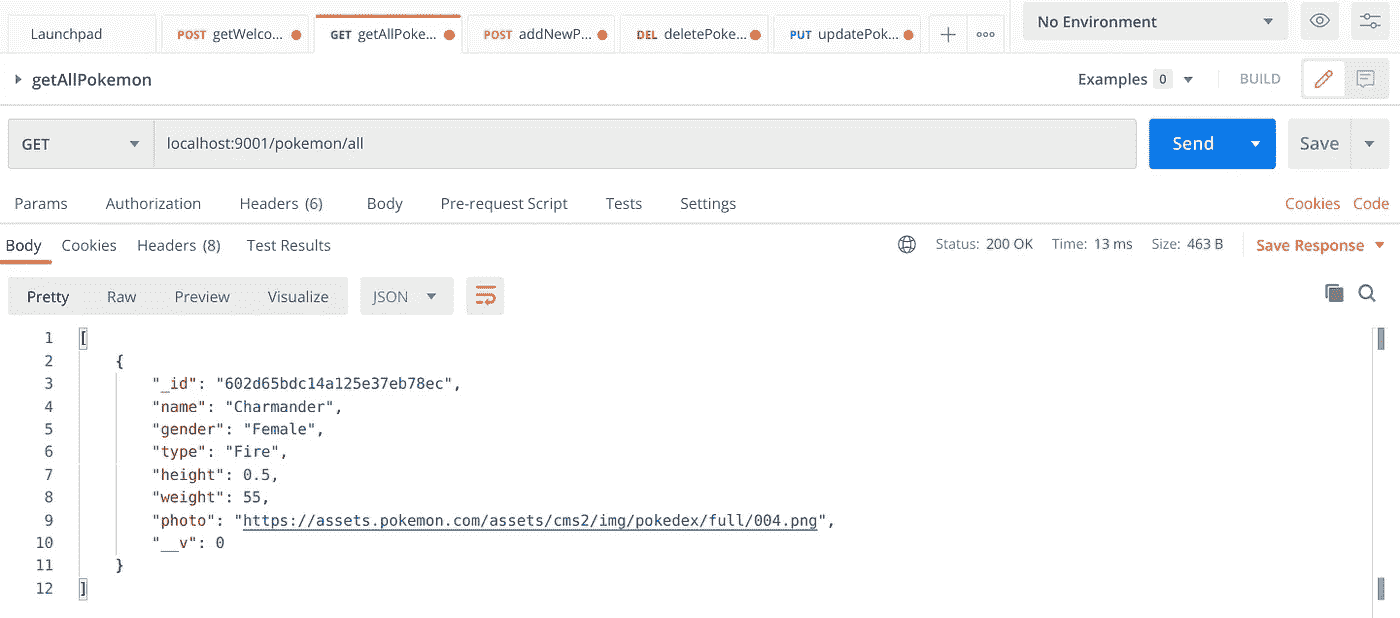 Launchpad POST getWelco... GET getAllPoke... POST addNewP... DEL deletePoke... PUT updatePok... No Environment
getAllPokemon Examples 0 BUILD
GET localhost:9001/pokemon/all Send Save
Params Authorization Headers (6) Body Pre-request Script Tests Settings Cookies Code
Body Cookies Headers (8) Test Results Status: 200 OK Time: 13 ms Size: 463 B Save Response
Pretty Raw Preview Visualize JSON
1 [
2 {
3 "_id": "602d65bdc14a125e37eb78ec",
4 "name": "Charmander",
5 "gender": "Female",
6 "type": "Fire",
7 "height": 0.5,
8 "weight": 55,
9 "photo": "https://assets.pokemon.com/assets/cms2/img/pokedex/full/004.png",
10 "__v": 0
11 }
12 ]